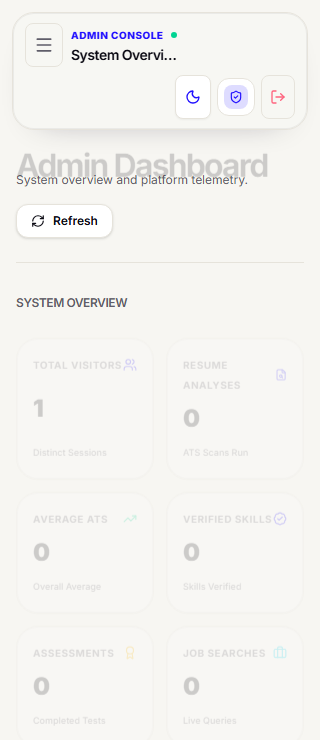 ADMIN CONSOLE
System Overvi...
Admin Dashboard
System overview and platform telemetry.
Refresh
SYSTEM OVERVIEW
TOTAL VISITORS
1
Distinct Sessions
RESUME
ANALYSES
0
ATS Scans Run
AVERAGE ATS
0
Overall Average
VERIFIED SKILLS
0
Skills Verified
ASSESSMENTS
0
Completed Tests
JOB SEARCHES
0
Live Queries